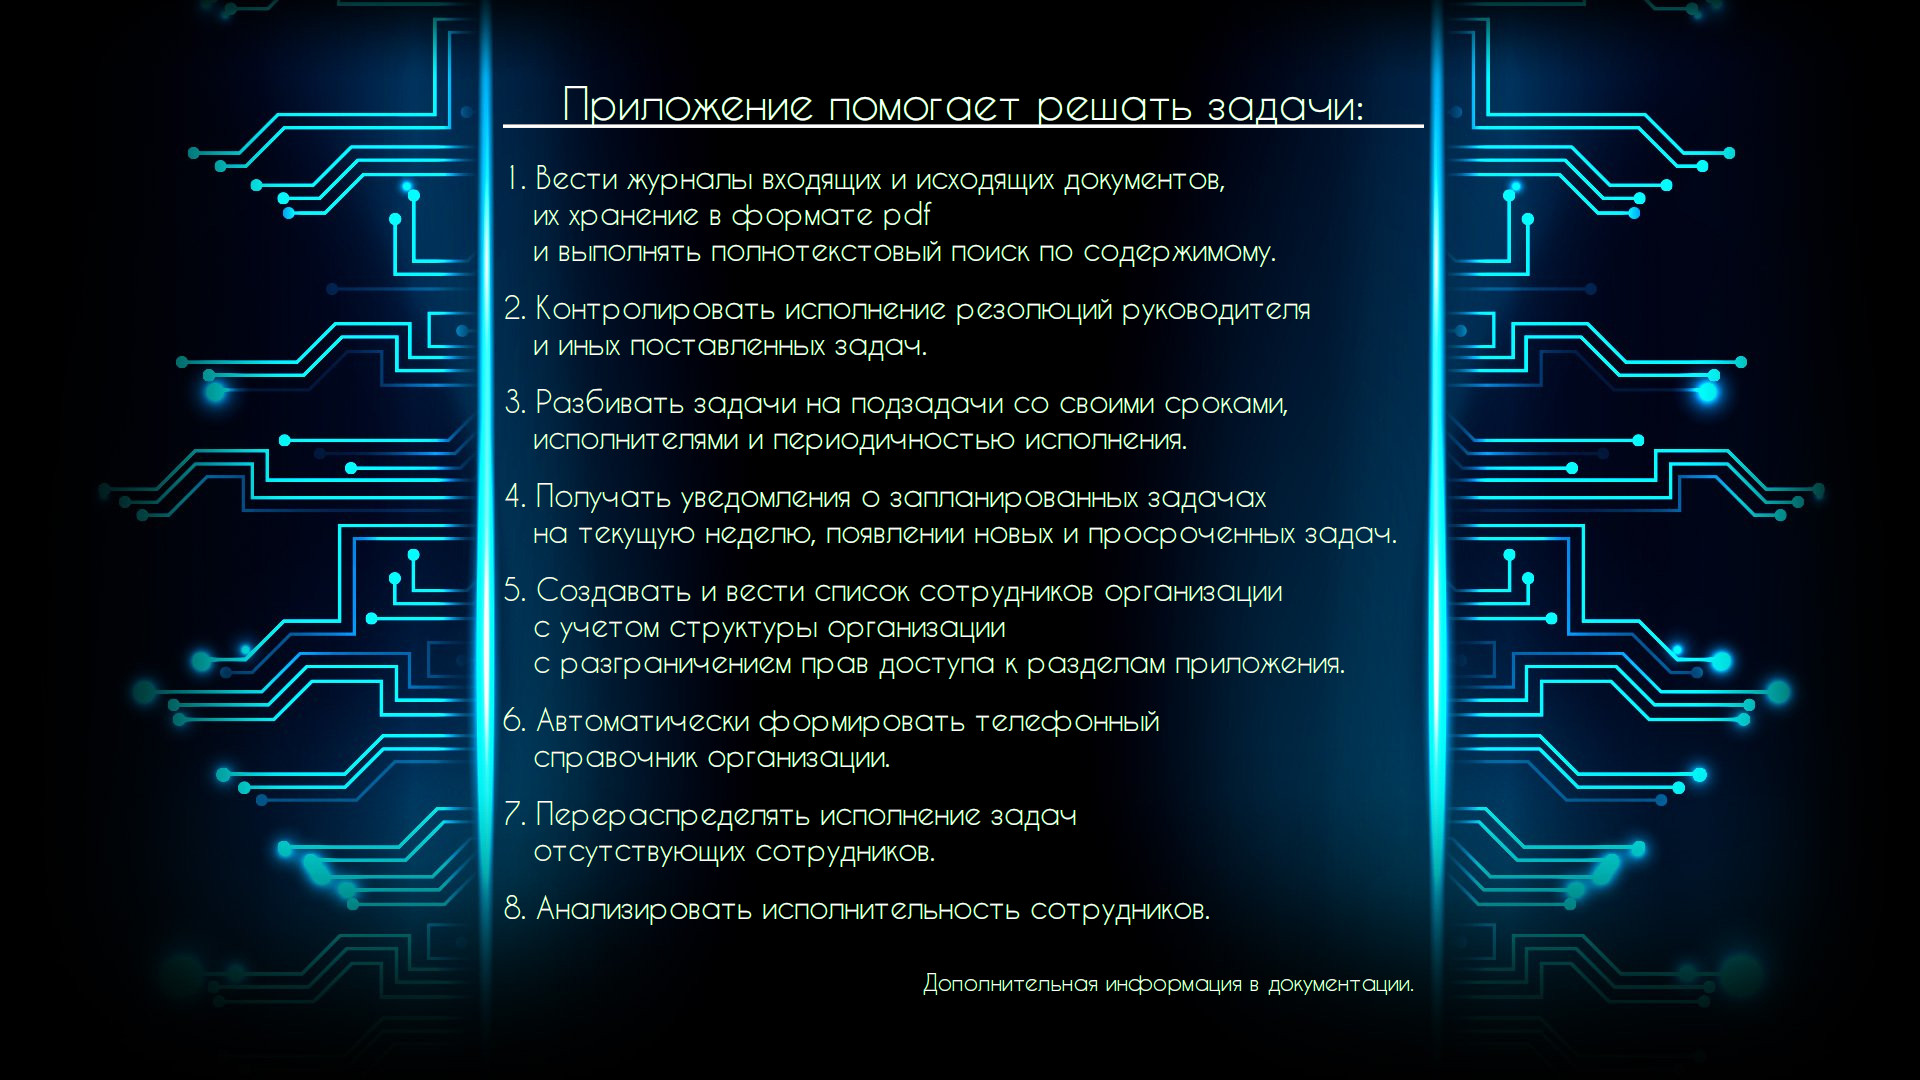 Приложение помогает решать задачи:
1. Вести журналы входящих и исходящих документов,
их хранение в формате pdf
и выполнять полнотекстовый поиск по содержимому.
2. Контролировать исполнение резолюций руководителя
и иных поставленных задач.
3. Разбивать задачи на подзадачи со своими сроками,
исполнителями и периодичностью исполнения.
4. Получать уведомления о запланированных задачах
на текущую неделю, появлении новых и просроченных задач.
5. Создавать и вести список сотрудников организации
с учетом структуры организации
с разграничением прав доступа к разделам приложения.
6. Автоматически формировать телефонный
справочник организации.
7. Перераспределять исполнение задач
отсутствующих сотрудников.
8. Анализировать исполнительность сотрудников.
Дополнительная информация в документации.